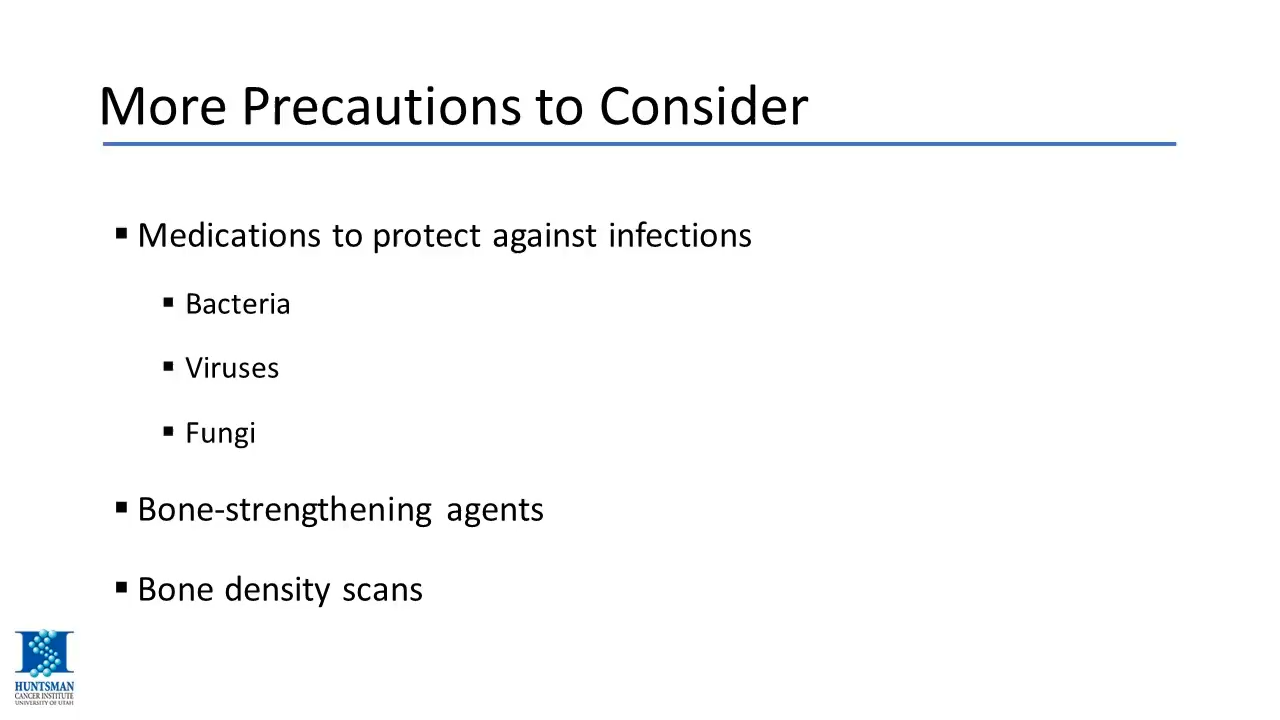 More Precautions to Consider
▪ Medications to protect against infections
▪ Bacteria
▪ Viruses
▪ Fungi
▪ Bone-strengthening agents
▪ Bone density scans
HUNTSMAN
CANCER INSTITUTE
UNIVERSITY OF UTAH